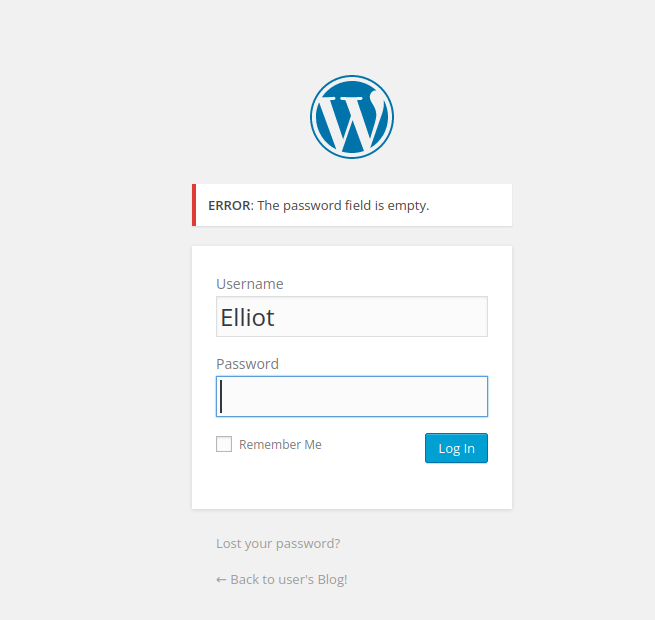 ERROR: The password field is empty.
Username
Elliot
Password
Remember Me
Log In
Lost your password?
← Back to user's Blog!